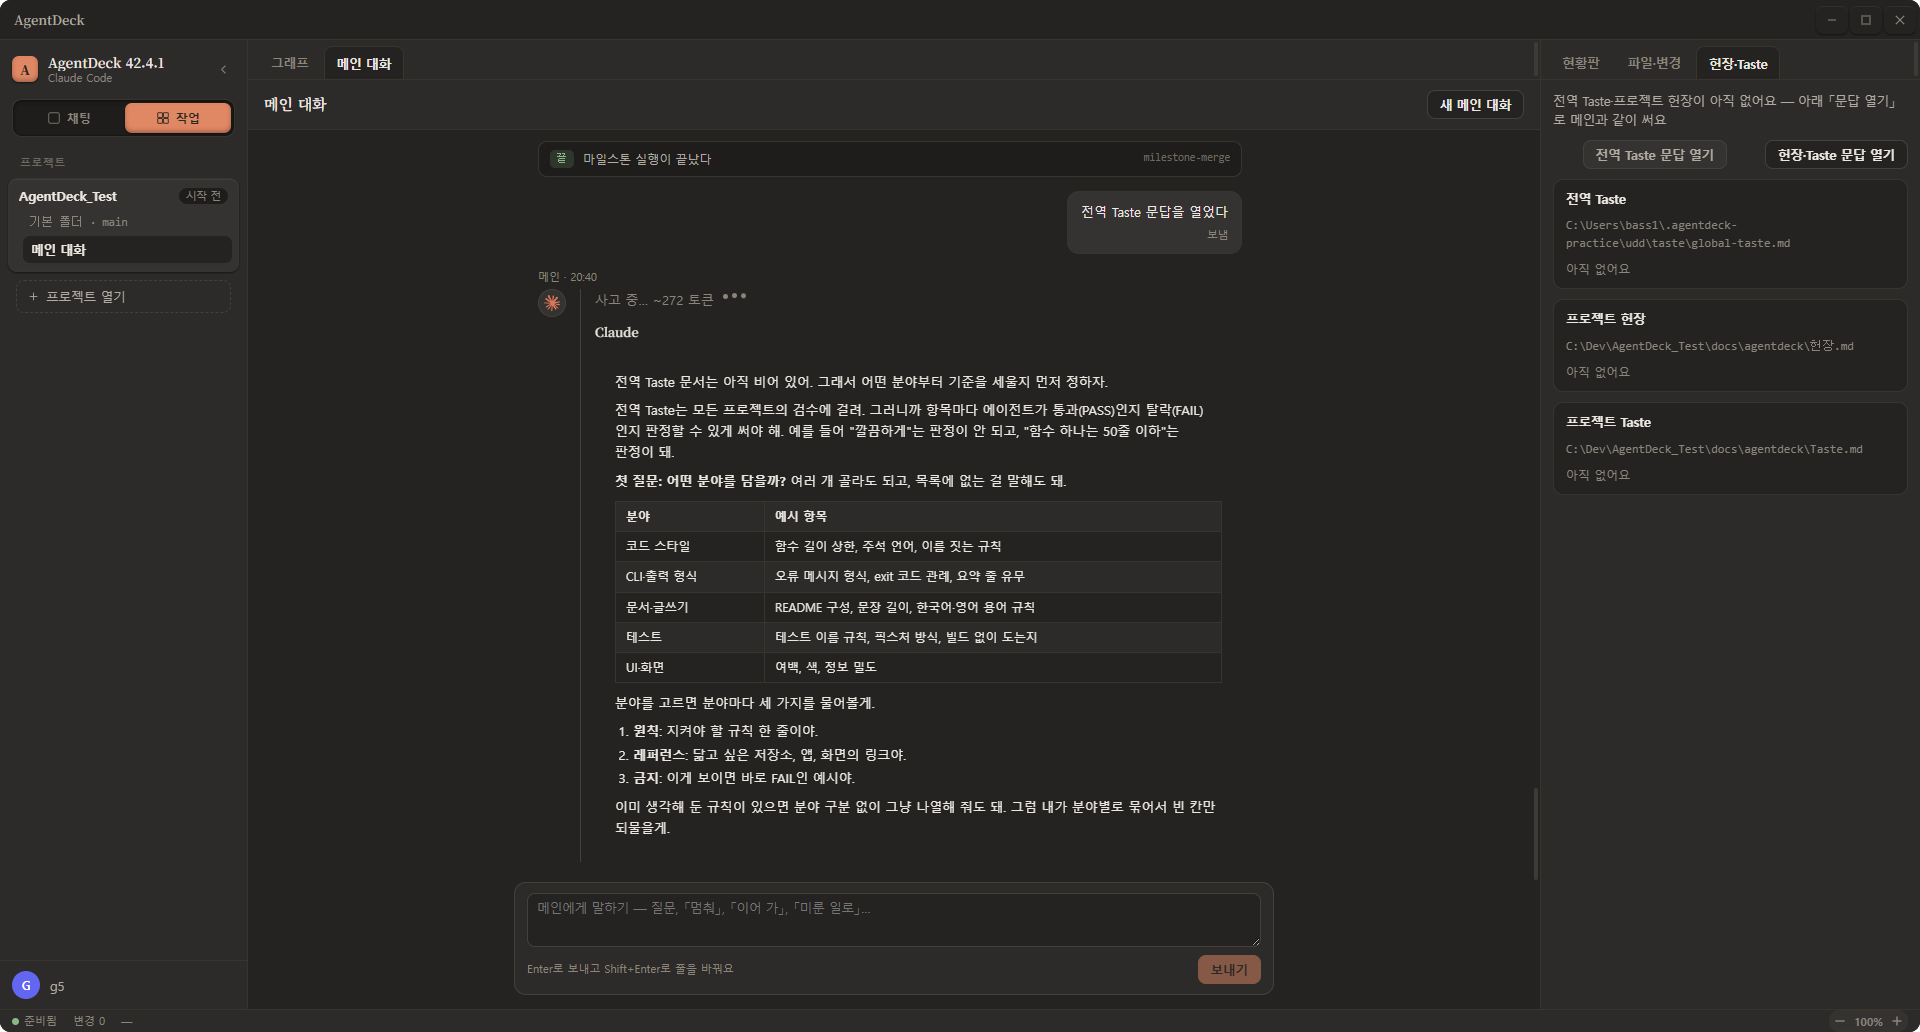 AgentDeck
A
AgentDeck 42.4.1
Claude Code
채팅
작업
프로젝트
AgentDeck_Test
시작 전
기본 폴더 · main
메인 대화
+ 프로젝트 열기
G
g5
준비됨
변경 0
—
그래프
메인 대화
메인 대화
새 메인 대화
끝
마일스톤 실행이 끝났다
milestone-merge
전역 Taste 문답을 열었다
보냄
메인 · 20:40
사고 중... ~272 토큰
Claude
전역 Taste 문서는 아직 비어 있어. 그래서 어떤 분야부터 기준을 세울지 먼저 정하자.
전역 Taste는 모든 프로젝트의 검수에 걸려. 그러니까 항목마다 에이전트가 통과(PASS)인지 탈락(FAIL)
인지 판정할 수 있게 써야 해. 예를 들어 "깔끔하게"는 판정이 안 되고, "함수 하나는 50줄 이하"는
판정이 돼.
첫 질문: 어떤 분야를 담을까? 여러 개 골라도 되고, 목록에 없는 걸 말해도 돼.
분야
예시 항목
코드 스타일
함수 길이 상한, 주석 언어, 이름 짓는 규칙
CLI·출력 형식
오류 메시지 형식, exit 코드 관례, 요약 줄 유무
문서·글쓰기
README 구성, 문장 길이, 한국어·영어 용어 규칙
테스트
테스트 이름 규칙, 픽스처 방식, 빌드 없이 도는지
UI·화면
여백, 색, 정보 밀도
분야를 고르면 분야마다 세 가지를 물어볼게.
1. 원칙: 지켜야 할 규칙 한 줄이야.
2. 레퍼런스: 닮고 싶은 저장소, 앱, 화면의 링크야.
3. 금지: 이게 보이면 바로 FAIL인 예시야.
이미 생각해 둔 규칙이 있으면 분야 구분 없이 그냥 나열해 줘도 돼. 그럼 내가 분야별로 묶어서 빈 칸만
되물을게.
메인에게 말하기 — 질문, 「멈춰」, 「이어 가」, 「미룬 일로」...
Enter로 보내고 Shift+Enter로 줄을 바꿔요
보내기
현황판
파일·변경
헌장·Taste
전역 Taste·프로젝트 헌장이 아직 없어요 — 아래 「문답 열기」
로 메인과 같이 써요
전역 Taste 문답 열기
헌장·Taste 문답 열기
전역 Taste
C:\Users\bass1\.agentdeck-
practice\udd\taste\global-taste.md
아직 없어요
프로젝트 헌장
C:\Dev\AgentDeck_Test\docs\agentdeck\헌장.md
아직 없어요
프로젝트 Taste
C:\Dev\AgentDeck_Test\docs\agentdeck\Taste.md
아직 없어요
100%